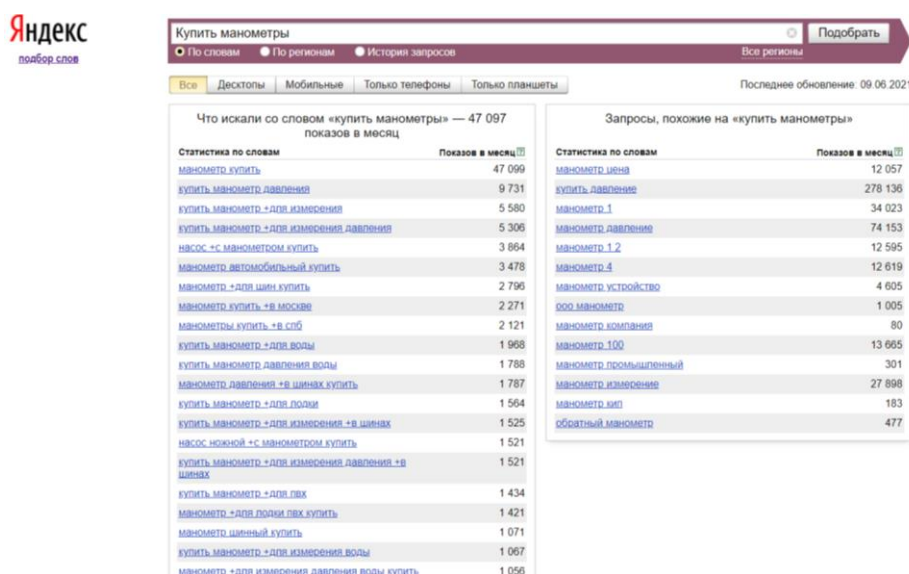 Яндекс
подбор слов
Купить манометры
Подобрать
По словам По регионам История запросов Все регионы
Все Десктопы Мобильные Только телефоны Только планшеты Последнее обновление: 09.06.2021
Что искали со словом «купить манометры» — 47 097
показов в месяц
Статистика по словам Показов в месяц ?
манометр купить 47 099
купить манометр давления 9 731
купить манометр +для измерения 5 580
купить манометр +для измерения давления 5 306
насос +с манометром купить 3 864
манометр автомобильный купить 3 478
манометр +для шин купить 2 796
манометр купить +в москве 2 271
манометры купить +в спб 2 121
купить манометр +для воды 1 968
купить манометр давления воды 1 788
манометр давления +в шинах купить 1 787
купить манометр +для лодки 1 564
купить манометр +для измерения +в шинах 1 525
насос ножной +с манометром купить 1 521
купить манометр +для измерения давления +в 1 521
шинах
купить манометр +для пвх 1 434
манометр +для лодки пвх купить 1 421
манометр шинный купить 1 071
купить манометр +для измерения воды 1 067
манометр +для измерения давления воды купить 1 056
Запросы, похожие на «купить манометры»
Статистика по словам Показов в месяц ?
манометр цена 12 057
купить давление 278 136
манометр 1 34 023
манометр давление 74 153
манометр 1 2 12 595
манометр 4 12 619
манометр устройство 4 605
ооо манометр 1 005
манометр компания 80
манометр 100 13 665
манометр промышленный 301
манометр измерение 27 898
манометр кип 183
обратный манометр 477